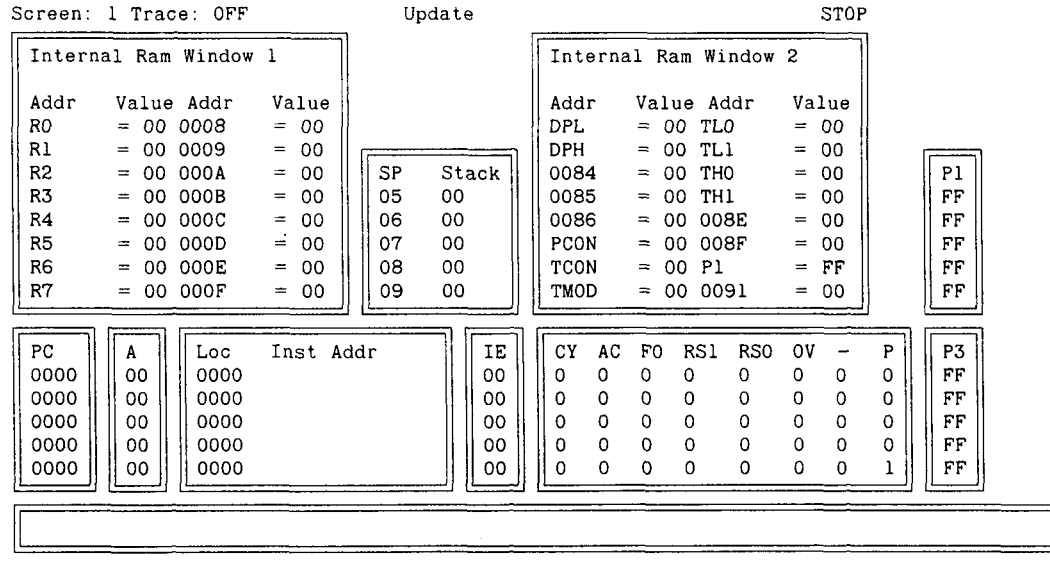 Screen: 1 Trace: OFF Update STOP
Internal Ram Window 1 Internal Ram Window 2
Addr Value Addr Value Addr Value Addr Value
R0 = 00 0008 = 00 DPL = 00 TL0 = 00
R1 = 00 0009 = 00 DPH = 00 TL1 = 00
R2 = 00 000A = 00 SP Stack 0084 = 00 TH0 = 00 P1
R3 = 00 000B = 00 05 00 0085 = 00 TH1 = 00 FF
R4 = 00 000C = 00 06 00 0086 = 00 008E = 00 FF
R5 = 00 000D = 00 07 00 PCON = 00 008F = 00 FF
R6 = 00 000E = 00 08 00 TCON = 00 P1 = FF FF
R7 = 00 000F = 00 09 00 TMOD = 00 0091 = 00 FF
PC A Loc Inst Addr IE CY AC F0 RS1 RS0 OV - P P3
0000 00 0000 00 0 0 0 0 0 0 0 0 FF
0000 00 0000 00 0 0 0 0 0 0 0 0 FF
0000 00 0000 00 0 0 0 0 0 0 0 0 FF
0000 00 0000 00 0 0 0 0 0 0 0 0 FF
0000 00 0000 00 0 0 0 0 0 0 0 1 FF